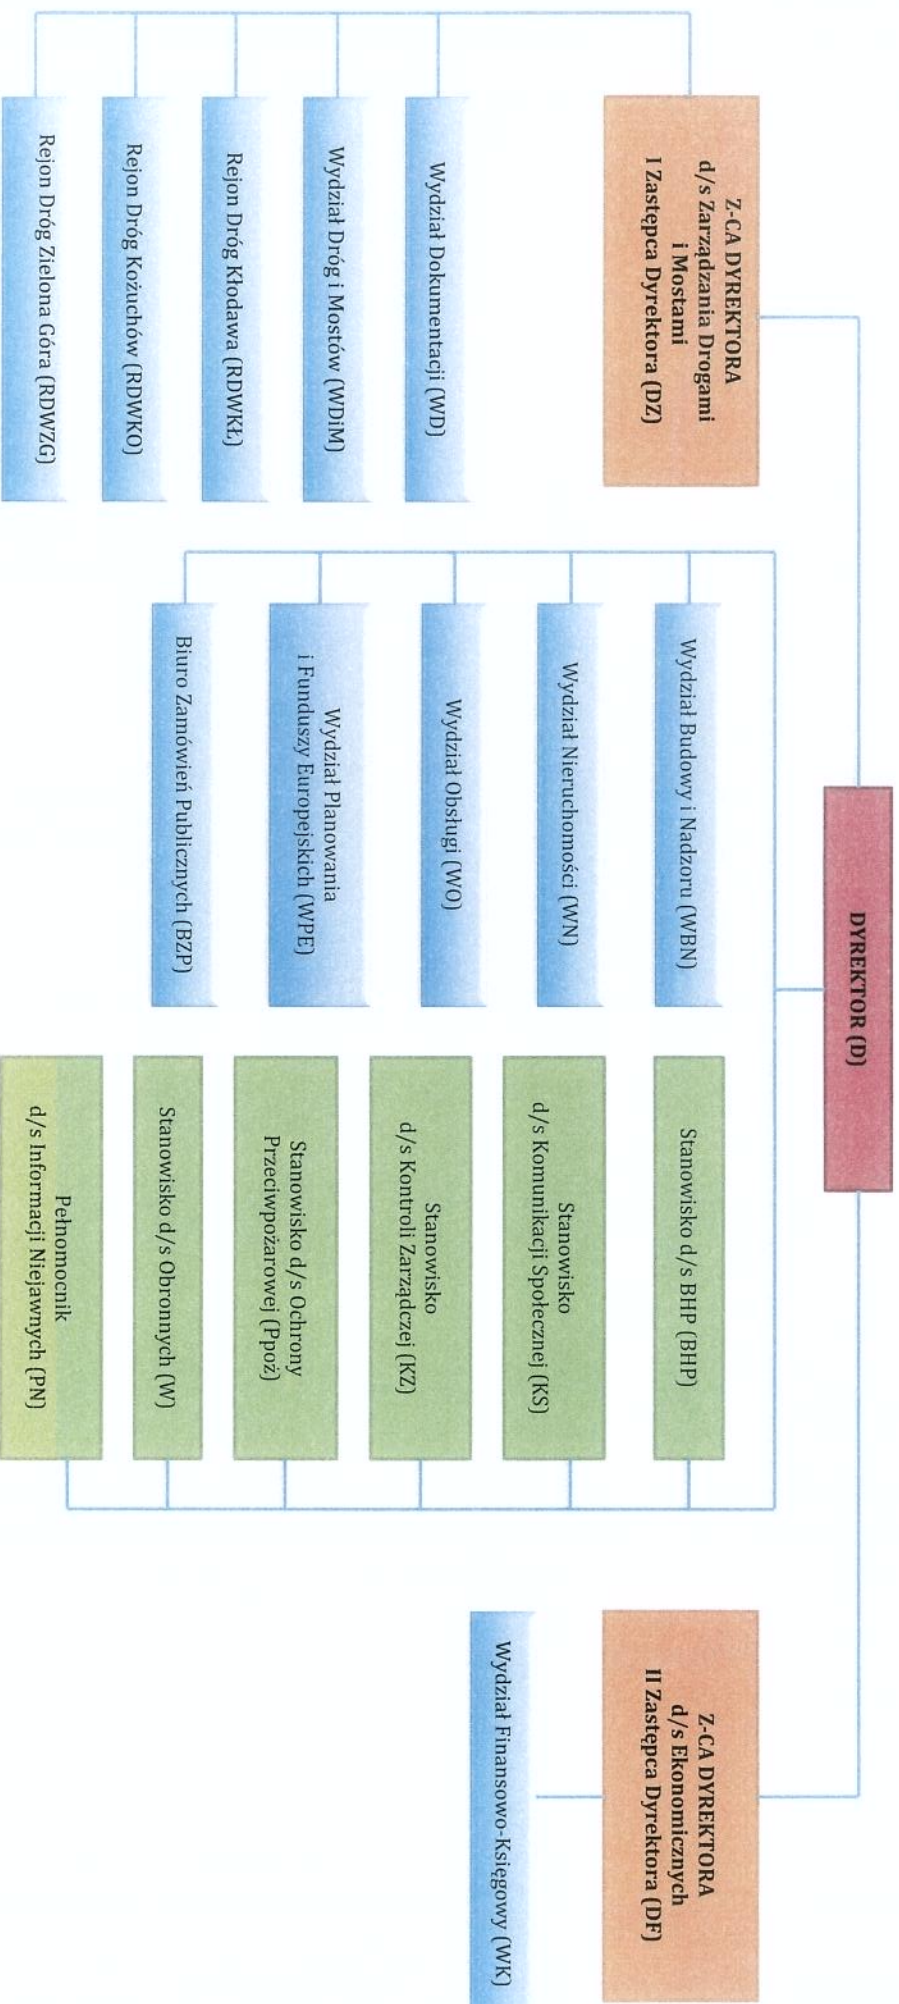 DYREKTOR (D)
Z-CA DYREKTORA
d/s Zarządzania Drogami
i Mostami
I Zastępca Dyrektora (DZ)
Wydział Dokumentacji (WD)
Wydział Dróg i Mostów (WDiM)
Rejon Dróg Kłodawa (RDWKŁ)
Rejon Dróg Kożuchów (RDWKO)
Rejon Dróg Zielona Góra (RDWZG)
Wydział Budowy i Nadzoru (WBN)
Wydział Nieruchomości (WN)
Wydział Obsługi (WO)
Wydział Planowania
i Funduszy Europejskich (WPE)
Biuro Zamówień Publicznych (BZP)
Stanowisko d/s BHP (BHP)
Stanowisko
d/s Komunikacji Społecznej (KS)
Stanowisko
d/s Kontroli Zarządczej (KZ)
Stanowisko d/s Ochrony
Przeciwpożarowej (Ppoż)
Stanowisko d/s Obronnych (W)
Pełnomocnik
d/s Informacji Niejawnych (PN)
Z-CA DYREKTORA
d/s Ekonomicznych
II Zastępca Dyrektora (DF)
Wydział Finansowo-Księgowy (WK)